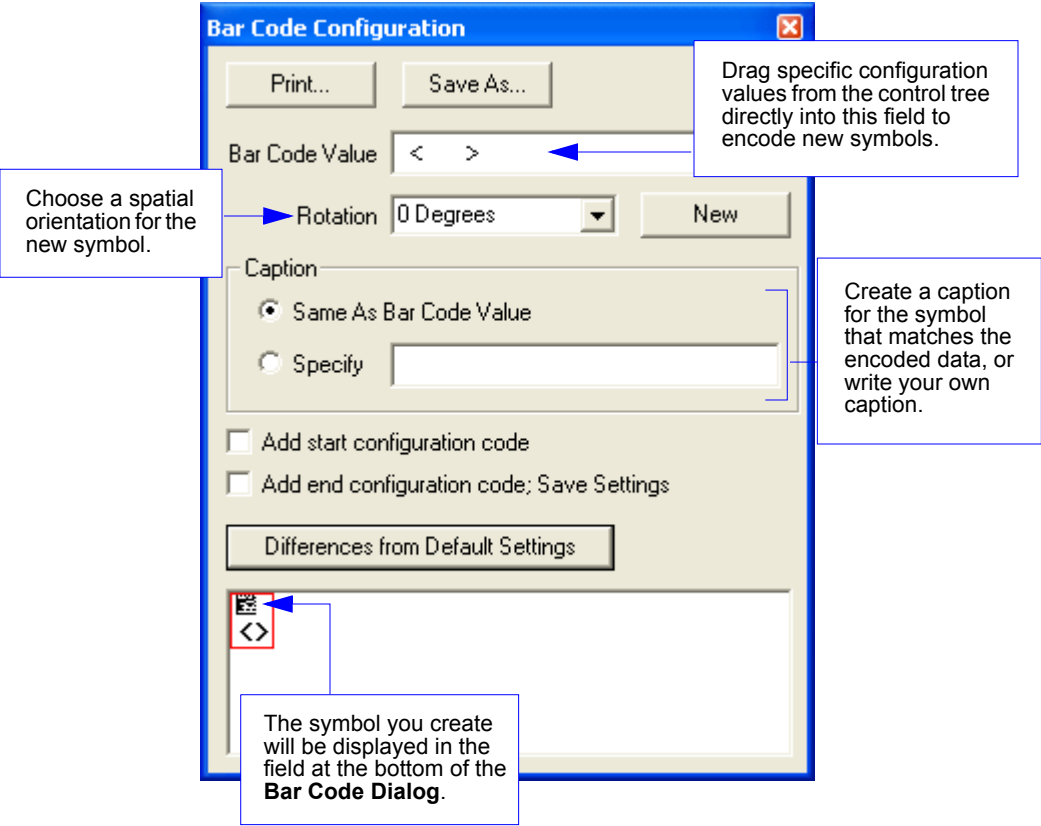 Bar Code Configuration
Print...
Save As...
Drag specific configuration
values from the control tree
directly into this field to
encode new symbols.
Bar Code Value
< >
Choose a spatial
orientation for the
new symbol.
Rotation
0 Degrees
New
Caption
Same As Bar Code Value
Specify
Create a caption
for the symbol
that matches the
encoded data, or
write your own
caption.
Add start configuration code
Add end configuration code; Save Settings
Differences from Default Settings
<>
The symbol you create
will be displayed in the
field at the bottom of the
Bar Code Dialog.